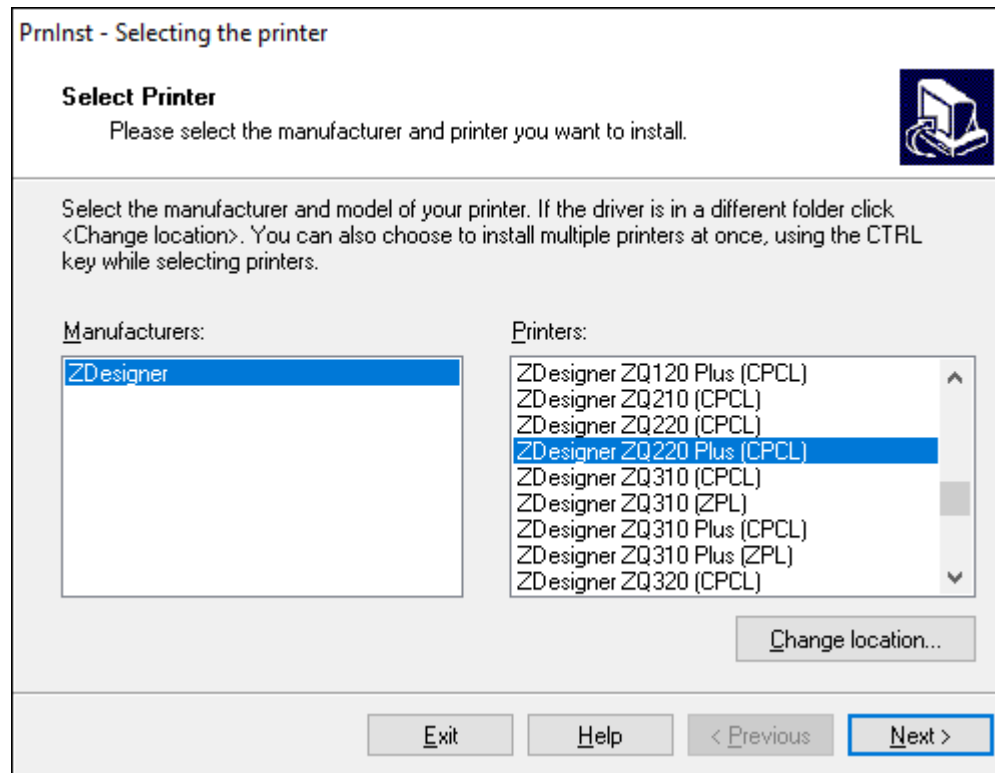 PrnInst - Selecting the printer
Select Printer
Please select the manufacturer and printer you want to install.
Select the manufacturer and model of your printer. If the driver is in a different folder click
<Change location>. You can also choose to install multiple printers at once, using the CTRL
key while selecting printers.
Manufacturers:
ZDesigner
Printers:
ZDesigner ZQ120 Plus (CPCL)
ZDesigner ZQ210 (CPCL)
ZDesigner ZQ220 (CPCL)
ZDesigner ZQ220 Plus (CPCL)
ZDesigner ZQ310 (CPCL)
ZDesigner ZQ310 (ZPL)
ZDesigner ZQ310 Plus (CPCL)
ZDesigner ZQ310 Plus (ZPL)
ZDesigner ZQ320 (CPCL)
Change location...
Exit
Help
< Previous
Next >